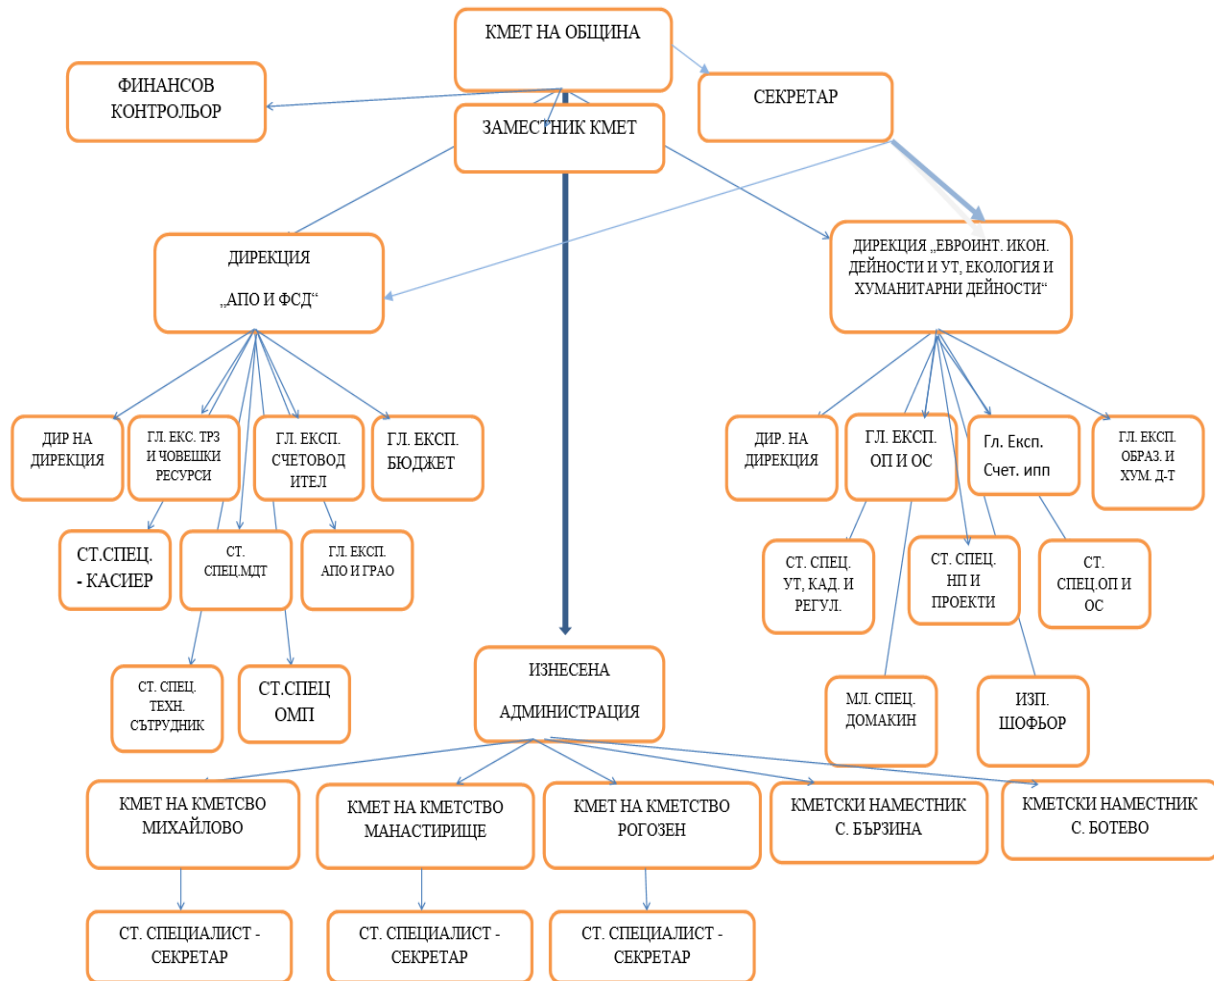 КМЕТ НА ОБЩИНА
ФИНАНСОВ
КОНТРОЛЬОР
СЕКРЕТАР
ЗАМЕСТНИК КМЕТ
ДИРЕКЦИЯ
„АПО И ФСД“
ДИРЕКЦИЯ „ЕВРОИНТ. ИКОН.
ДЕЙНОСТИ И УТ, ЕКОЛОГИЯ И
ХУМАНИТАРНИ ДЕЙНОСТИ“
ДИР НА
ДИРЕКЦИЯ
ГЛ. ЕКС. ТРЗ
И ЧОВЕШКИ
РЕСУРСИ
ГЛ. ЕКСП.
СЧЕТОВОД
ИТЕЛ
ГЛ. ЕКСП.
БЮДЖЕТ
ДИР. НА
ДИРЕКЦИЯ
ГЛ. ЕКСП.
ОП И ОС
Гл. Експ.
Счет. ипп
ГЛ. ЕКСП.
ОБРАЗ. И
ХУМ. Д-Т
СТ.СПЕЦ.
- КАСИЕР
СТ.
СПЕЦ.МДТ
ГЛ. ЕКСП.
АПО И ГРАО
СТ. СПЕЦ.
УТ, КАД. И
РЕГУЛ.
СТ. СПЕЦ.
НП И
ПРОЕКТИ
СТ.
СПЕЦ.ОП И
ОС
СТ. СПЕЦ.
ТЕХН.
СЪТРУДНИК
СТ.СПЕЦ
ОМП
ИЗНЕСЕНА
АДМИНИСТРАЦИЯ
МЛ. СПЕЦ.
ДОМАКИН
ИЗП.
ШОФЬОР
КМЕТ НА КМЕТСВО
МИХАЙЛОВО
КМЕТ НА КМЕТСТВО
МАНАСТИРИЩЕ
КМЕТ НА КМЕТСТВО
РОГОЗЕН
КМЕТСКИ НАМЕСТНИК
С. БЪРЗИНА
КМЕТСКИ НАМЕСТНИК
С. БОТЕВО
СТ. СПЕЦИАЛИСТ -
СЕКРЕТАР
СТ. СПЕЦИАЛИСТ -
СЕКРЕТАР
СТ. СПЕЦИАЛИСТ -
СЕКРЕТАР